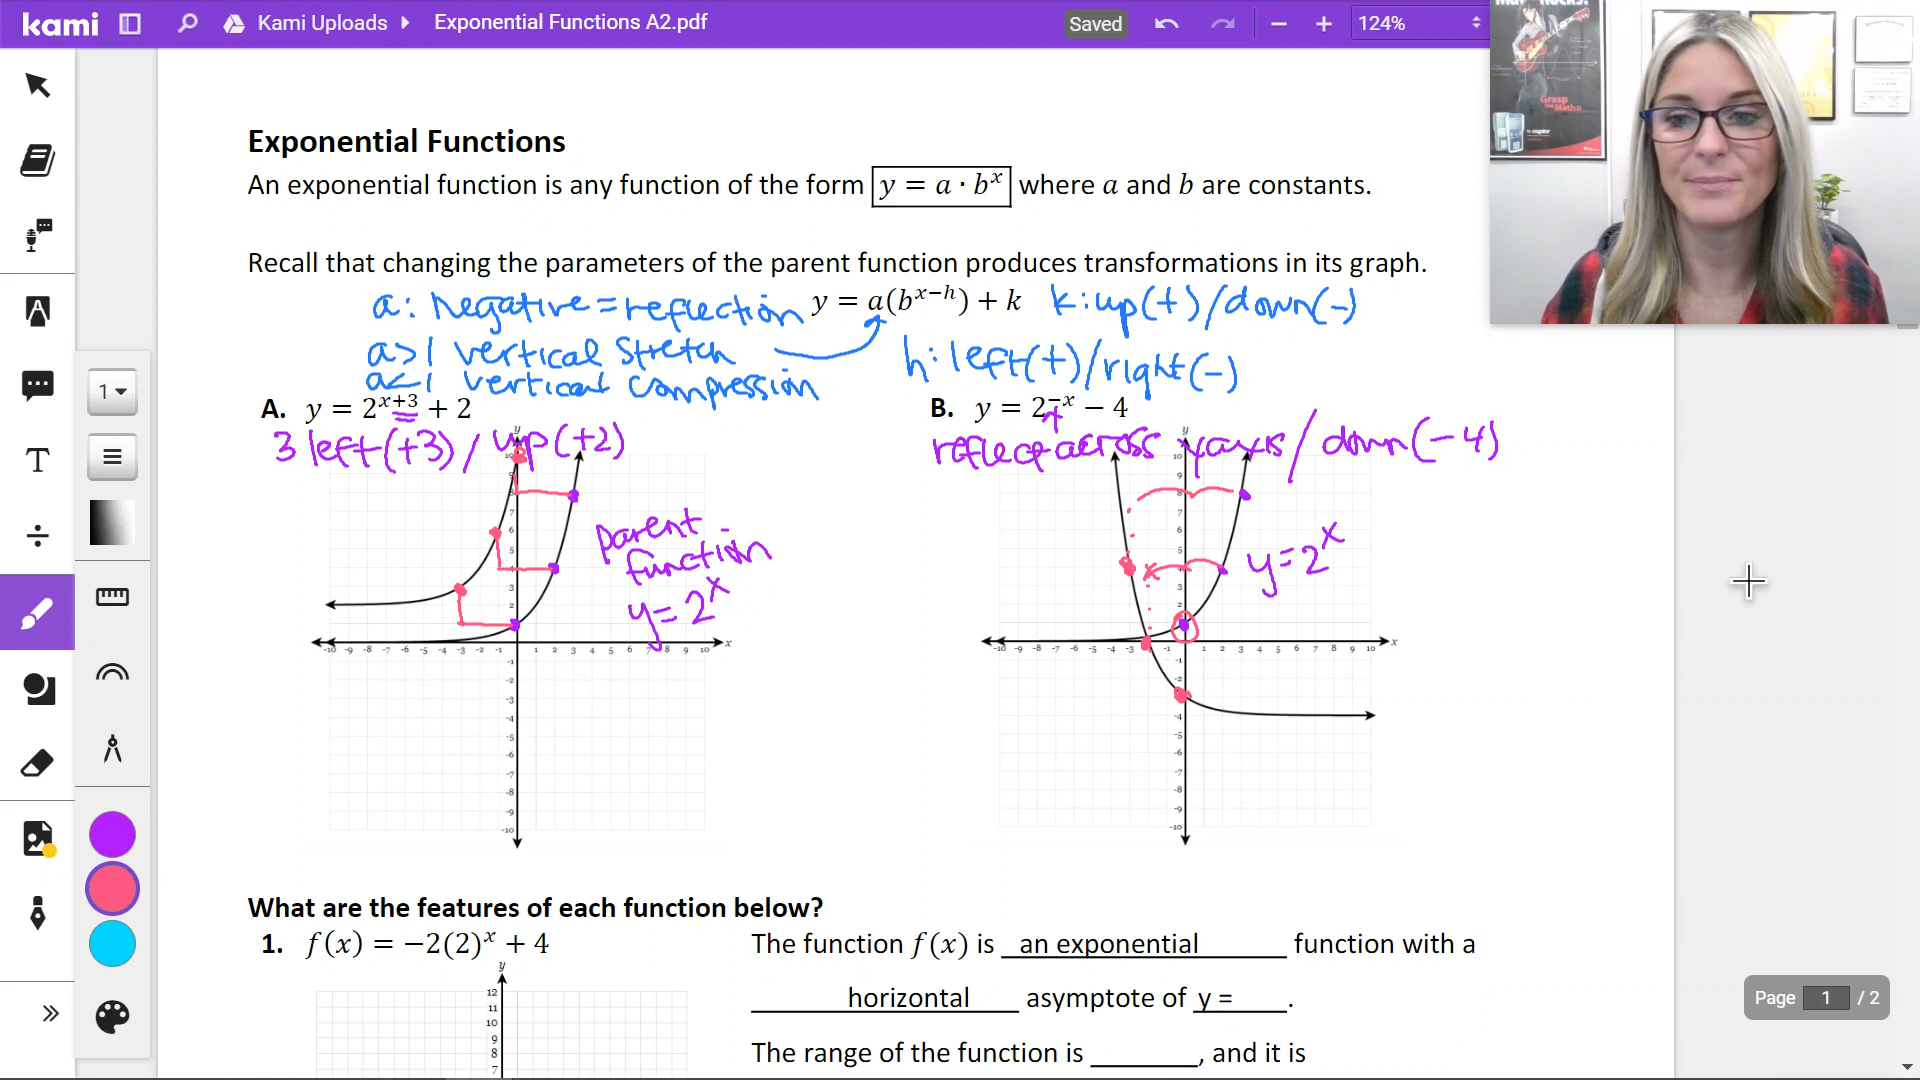 kami Kami Uploads Exponential Functions A2.pdf Saved 124%
Grasp
Exponential Functions
An exponential function is any function of the form y = a · b^x where a and b are constants.
Recall that changing the parameters of the parent function produces transformations in its graph.
a: negative = reflection y = a(b^{x-h}) + k k: up(+)/down(-)
a>1 vertical stretch h: left(+)/right(-)
a<1 vertical compression
A. y = 2^{x+3} + 2 B. y = 2^{-x} - 4
3 left(+3)/up(+2) reflect across y axis/down(-4)
parent
function
y = 2^x
y = 2^x
What are the features of each function below?
1. f(x) = -2(2)^x + 4 The function f(x) is an exponential function with a
horizontal asymptote of y = ____.
The range of the function is ____, and it is
Page 1 / 2